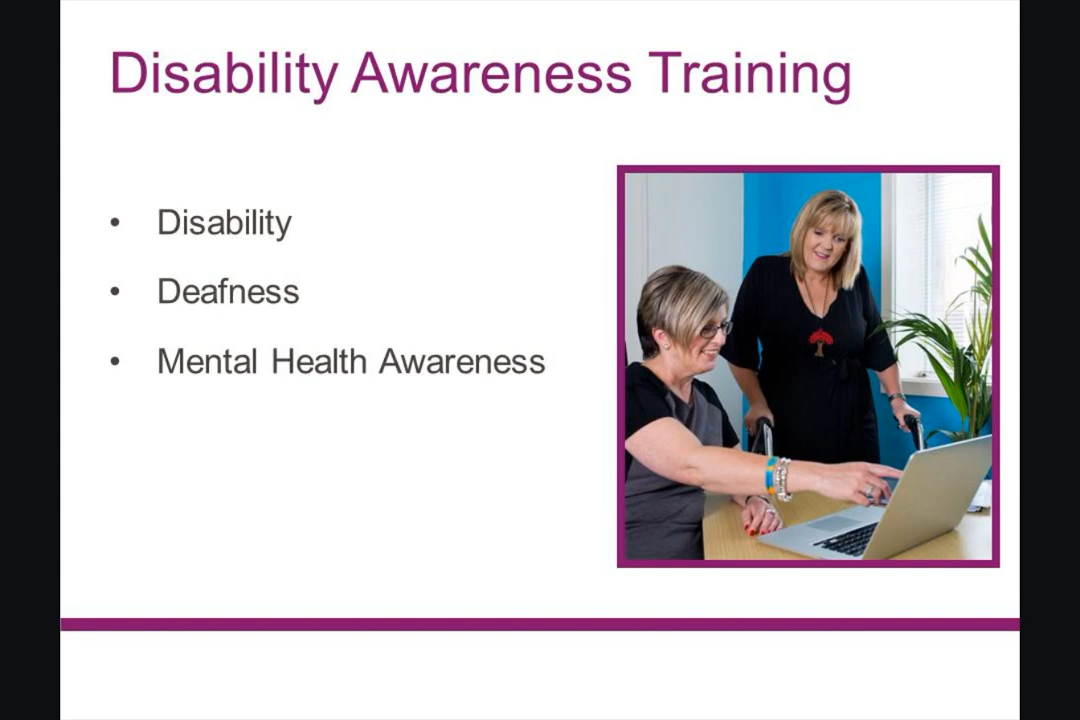 Disability Awareness Training
• Disability
• Deafness
• Mental Health Awareness